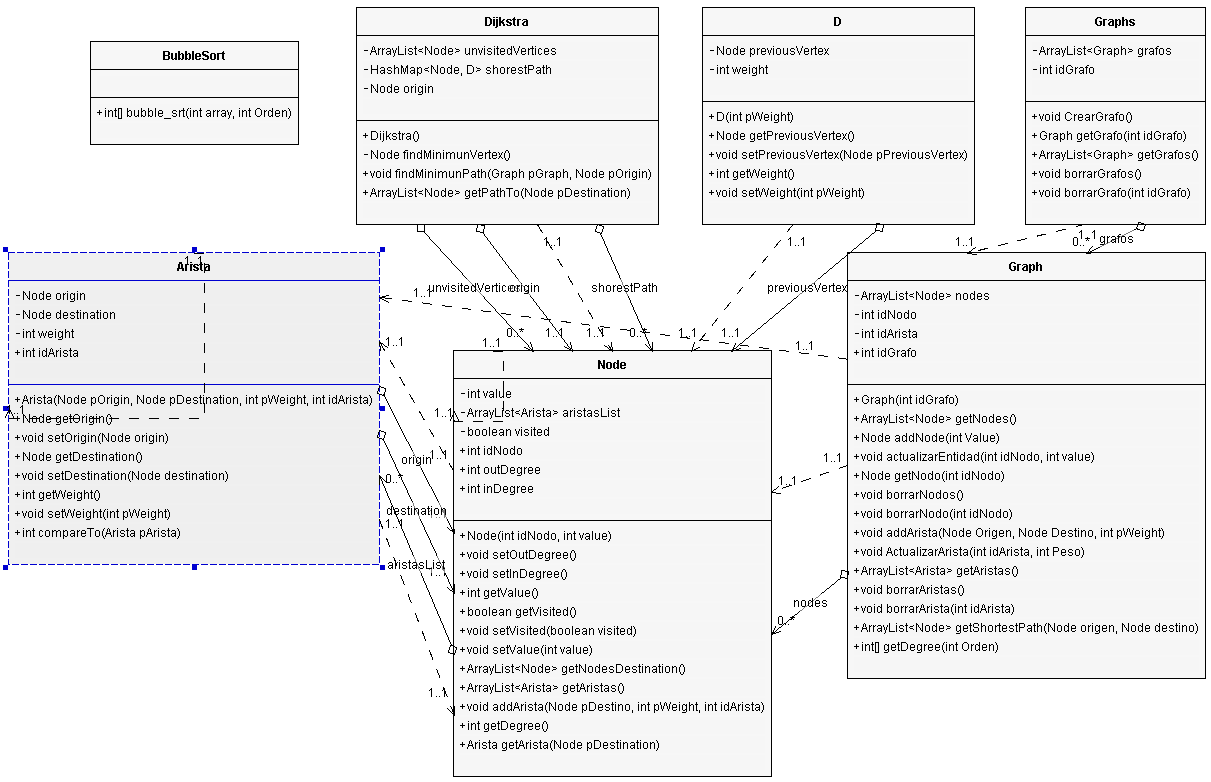 BubbleSort
+int[] bubble_srt(int array, int Orden)
Dijkstra
-ArrayList<Node> unvisitedVertices
-HashMap<Node, D> shorestPath
-Node origin
+Dijkstra()
-Node findMinimunVertex()
+void findMinimunPath(Graph pGraph, Node pOrigin)
+ArrayList<Node> getPathTo(Node pDestination)
D
-Node previousVertex
-int weight
+D(int pWeight)
+Node getPreviousVertex()
+void setPreviousVertex(Node pPreviousVertex)
+int getWeight()
+void setWeight(int pWeight)
Graphs
-ArrayList<Graph> grafos
-int idGrafo
+void CrearGrafo()
+Graph getGrafo(int idGrafo)
+ArrayList<Graph> getGrafos()
+void borrarGrafos()
+void borrarGrafo(int idGrafo)
1..1
1..1
1..1
1..1
0..* grafos
unvisitedVertices
origin
shorestPath
previousVertex
0..*
1..1
1..1
0..*
1..1
1..1
1..1
Arista
-Node origin
-Node destination
-int weight
+int idArista
+Arista(Node pOrigin, Node pDestination, int pWeight, int idArista)
+Node getOrigin()
+void setOrigin(Node origin)
+Node getDestination()
+void setDestination(Node destination)
+int getWeight()
+void setWeight(int pWeight)
+int compareTo(Arista pArista)
1..1
1..1
1..1
1..1
1..1
1..1
1..1
1..1
origin
0..*
destination
1..1
aristasList
1..1
1..1
Node
-int value
-ArrayList<Arista> aristasList
-boolean visited
+int idNodo
+int outDegree
+int inDegree
+Node(int idNodo, int value)
+void setOutDegree()
+void setInDegree()
+int getValue()
+boolean getVisited()
+void setVisited(boolean visited)
+void setValue(int value)
+ArrayList<Node> getNodesDestination()
+ArrayList<Arista> getAristas()
+void addArista(Node pDestino, int pWeight, int idArista)
+int getDegree()
+Arista getArista(Node pDestination)
1..1
1..1
nodes
0..*
Graph
-ArrayList<Node> nodes
-int idNodo
-int idArista
+int idGrafo
+Graph(int idGrafo)
+ArrayList<Node> getNodes()
+Node addNode(int Value)
+void actualizarEntidad(int idNodo, int value)
+Node getNodo(int idNodo)
+void borrarNodos()
+void borrarNodo(int idNodo)
+void addArista(Node Origen, Node Destino, int pWeight)
+void ActualizarArista(int idArista, int Peso)
+ArrayList<Arista> getAristas()
+void borrarAristas()
+void borrarArista(int idArista)
+ArrayList<Node> getShortestPath(Node origen, Node destino)
+int[] getDegree(int Orden)